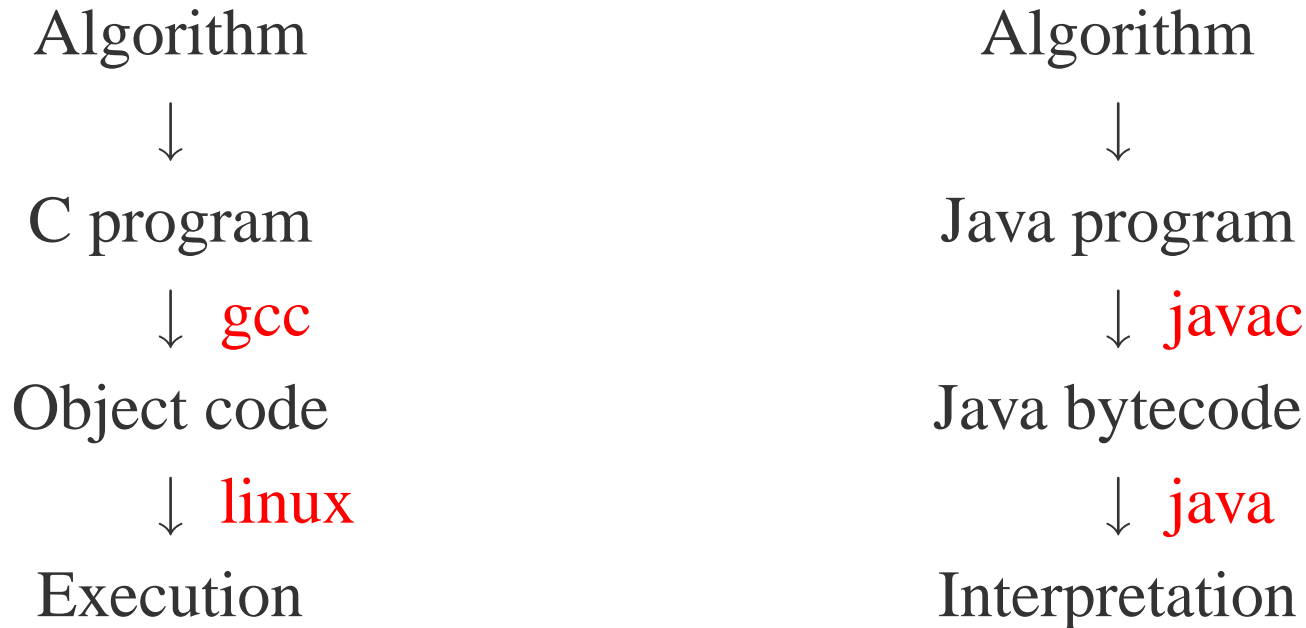 Algorithm
↓
C program
↓ gcc
Object code
↓ linux
Execution
Algorithm
↓
Java program
↓ javac
Java bytecode
↓ java
Interpretation